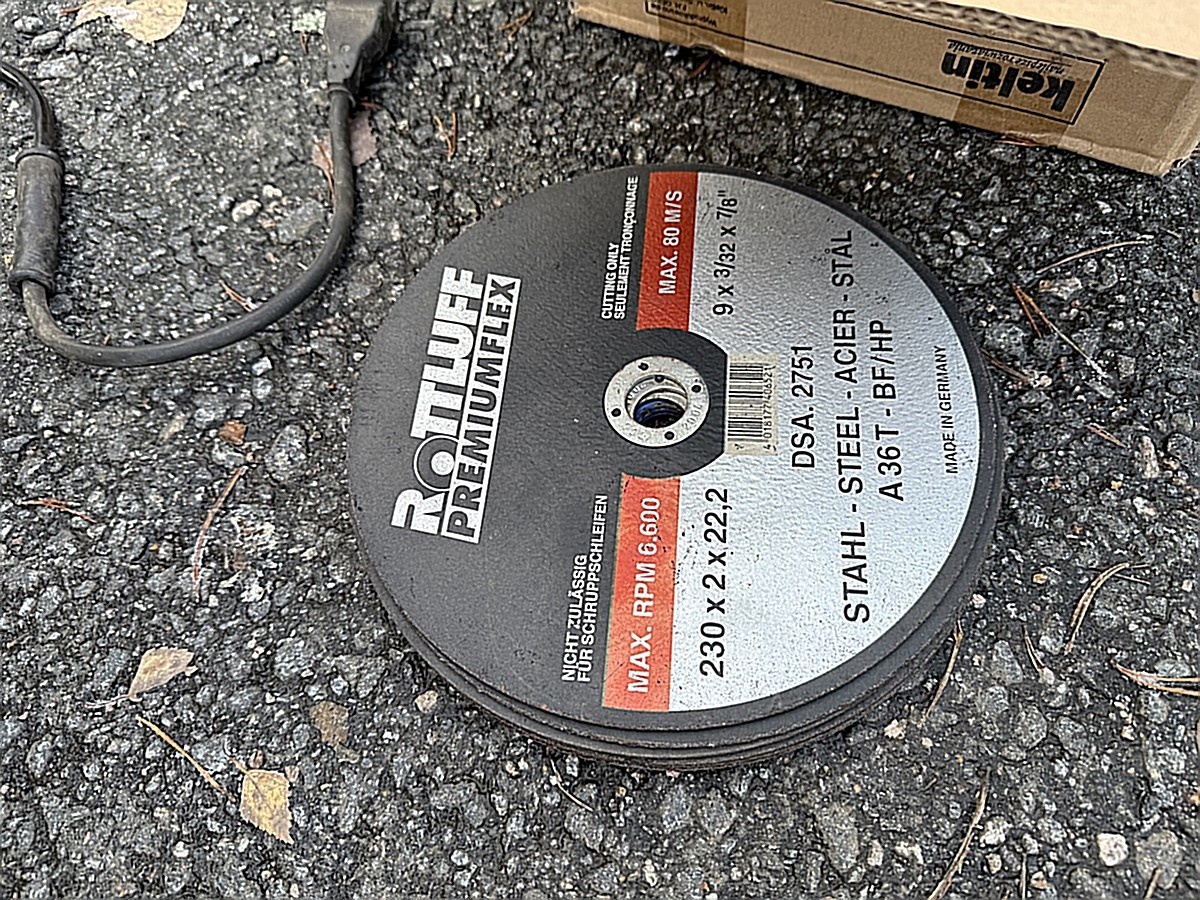 ROTTLUFF
PREMIUMFLEX
NICHT ZULÄSSIG
FÜR SCHRUPPSCHLEIFEN
CUTTING ONLY
SEULEMENT TRONÇONNAGE
MAX. RPM 6.600
MAX. 80 M/S
230 x 2 x 22,2
9 x 3/32 x 7/8"
DSA. 2751
STAHL - STEEL - ACIER - STÅL
A 36 T - BF/HP
MADE IN GERMANY
keltin